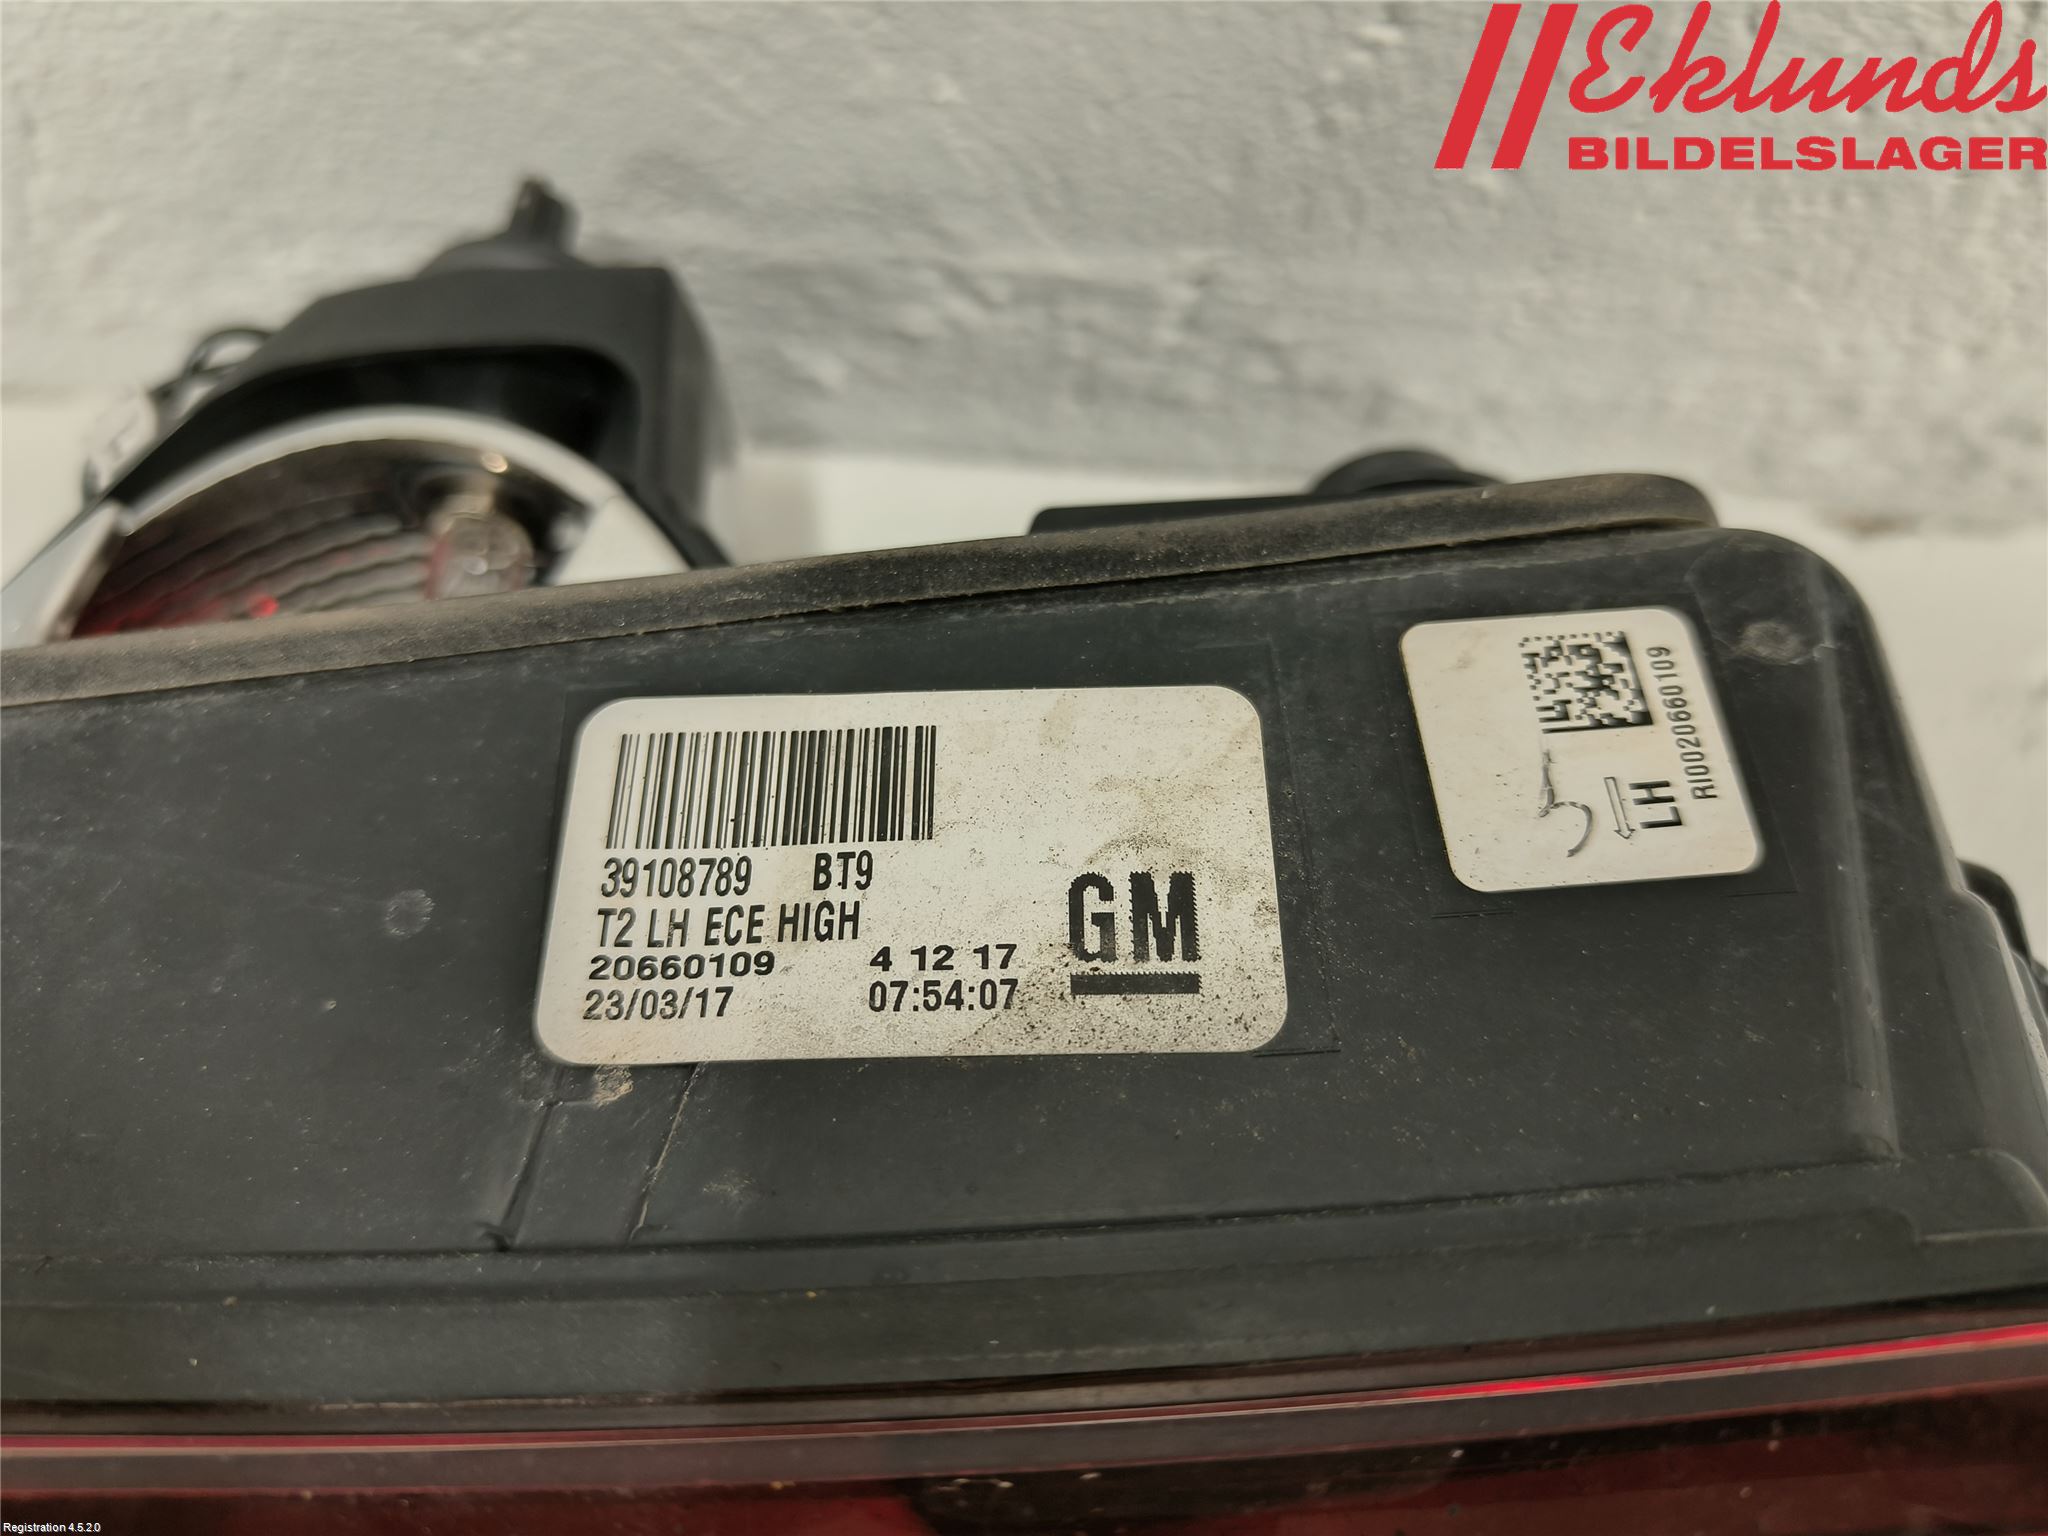 Eklunds
BILDELSLAGER
RI0020660109
LH
5
39108789 BT9
T2 LH ECE HIGH
20660109 4 12 17
23/03/17 07:54:07
GM
Registration 4.5.2.0